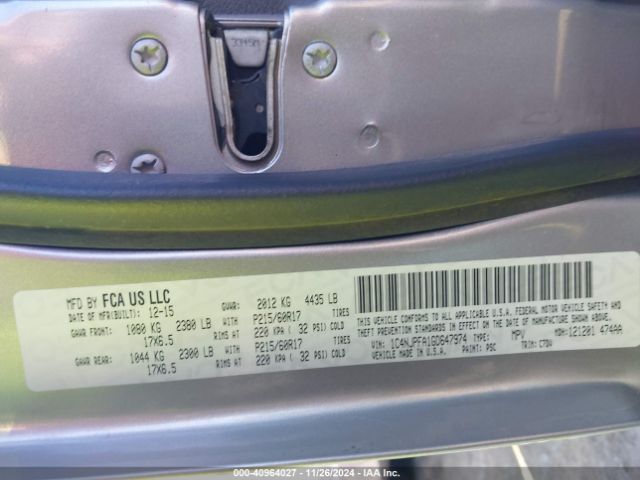 3345M
MFD BY FCA US LLC
DATE OF MFR(BUILT): 12-15 GVWR: 2012 KG 4435 LB
GAWR FRONT: 1080 KG 2380 LB P215/60R17 TIRES
17X6.5 RIMS AT 220 KPA ( 32 PSI) COLD
GAWR REAR: 1044 KG 2300 LB P215/60R17 TIRES
17X6.5 RIMS AT 220 KPA ( 32 PSI) COLD
THIS VEHICLE CONFORMS TO ALL APPLICABLE U.S.A. FEDERAL MOTOR VEHICLE SAFETY AND
THEFT PREVENTION STANDARDS IN EFFECT ON THE DATE OF MANUFACTURE SHOWN ABOVE.
VIN: 1C4NJPFA1GD647974 TYPE: MPV MDH: 121201 474AA
PAINT: PSC TRIM: C7DV
000-40964027 - 11/26/2024 - IAA Inc.